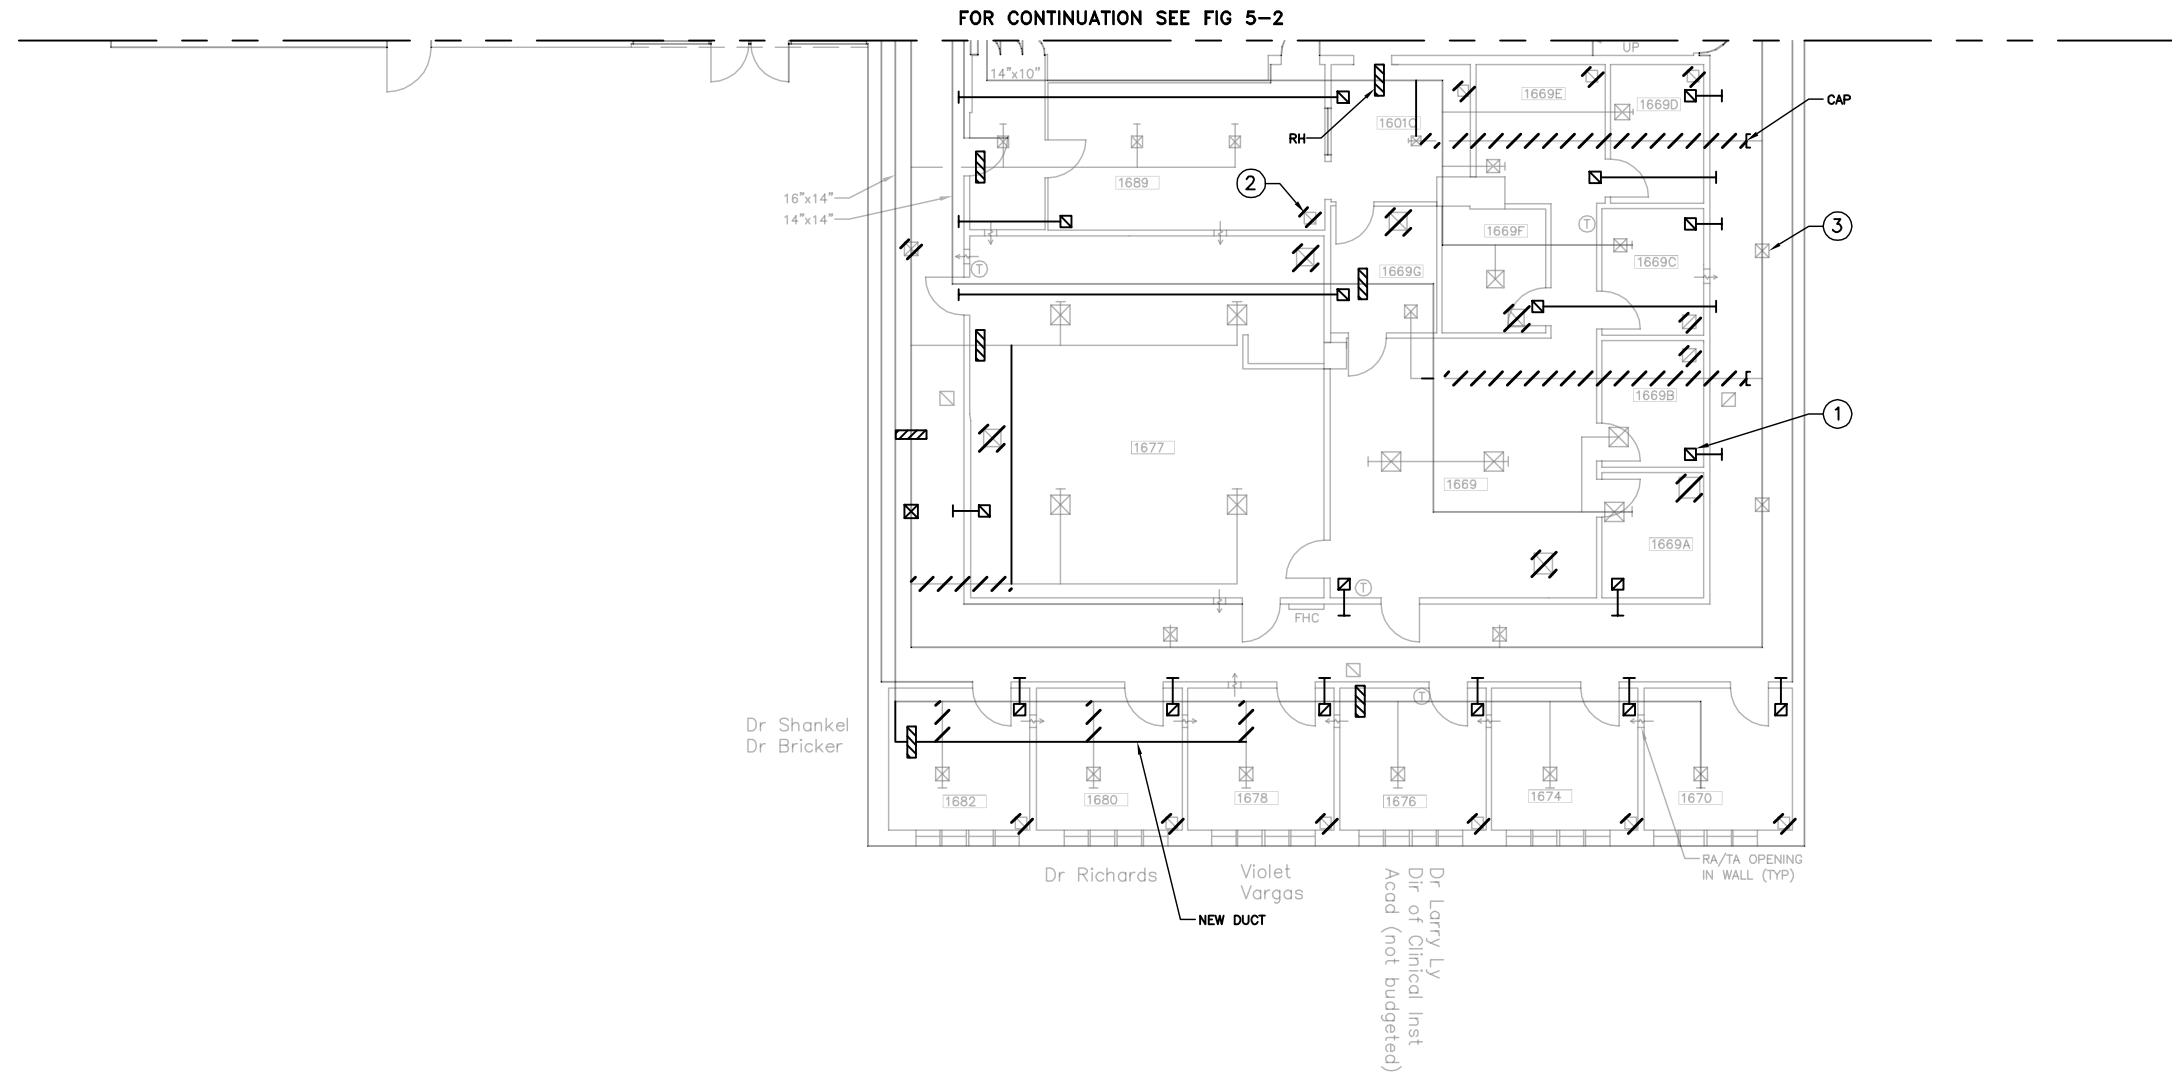 FOR CONTINUATION SEE FIG 5-2
UP
14"x10"
1669E
1669D
CAP
1601C
RH
1689
2
16"x14"
14"x14"
1669F
T
3
T
1669G
1669C
1669B
1
1677
1669
1669A
T
FHC
T
Dr Shankel
Dr Bricker
1682
1680
1678
1676
1674
1670
RA/TA OPENING
IN WALL (TYP)
Dr Richards
Violet
Vargas
Dr Larry Ly
Dir of Clinical Inst
Acad (not budgeted)
NEW DUCT